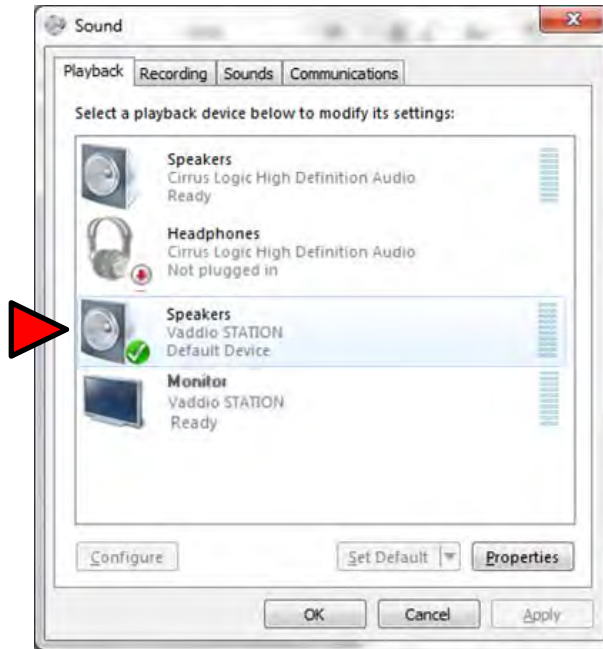 Sound
Playback Recording Sounds Communications
Select a playback device below to modify its settings:
Speakers
Cirrus Logic High Definition Audio
Ready
Headphones
Cirrus Logic High Definition Audio
Not plugged in
Speakers
Vaddio STATION
Default Device
Monitor
Vaddio STATION
Ready
Configure Set Default Properties
OK Cancel Apply